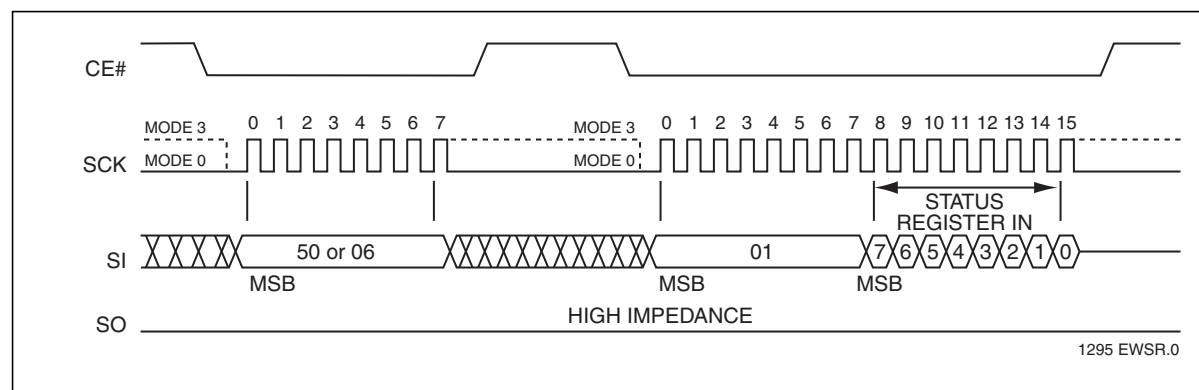 CE#
MODE 3 0 1 2 3 4 5 6 7 MODE 3 0 1 2 3 4 5 6 7 8 9 10 11 12 13 14 15
SCK MODE 0 MODE 0
STATUS
REGISTER IN
SI 50 or 06 01 7 6 5 4 3 2 1 0
MSB MSB MSB
SO HIGH IMPEDANCE
1295 EWSR.0